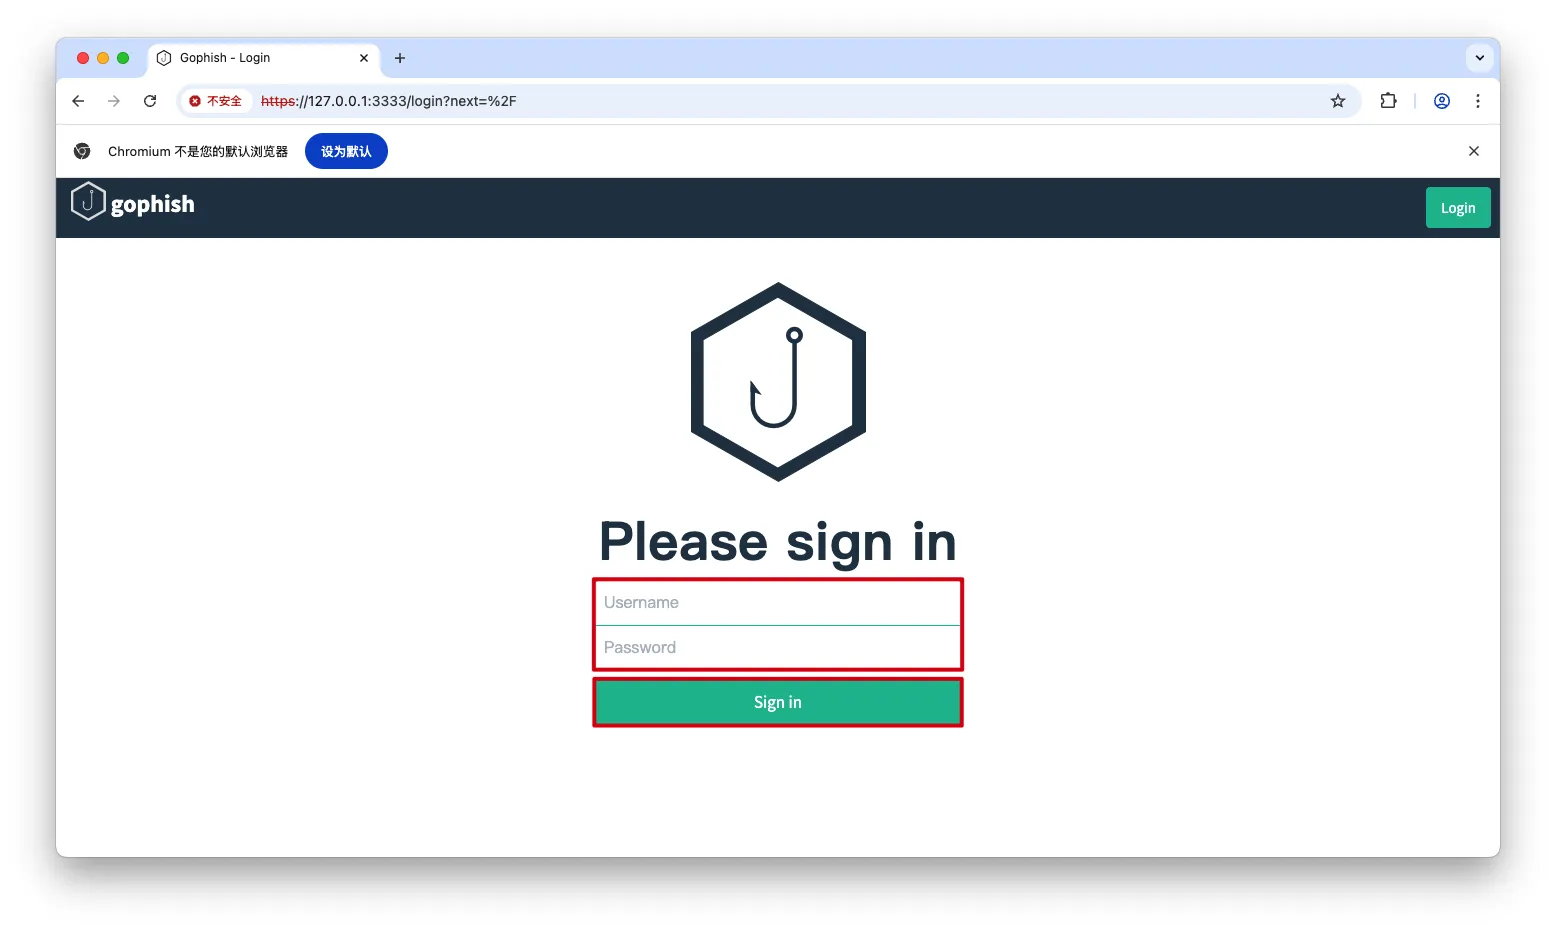 Gophish - Login
不安全 https://127.0.0.1:3333/login?next=%2F
Chromium 不是您的默认浏览器 设为默认
gophish Login
Please sign in
Username
Password
Sign in